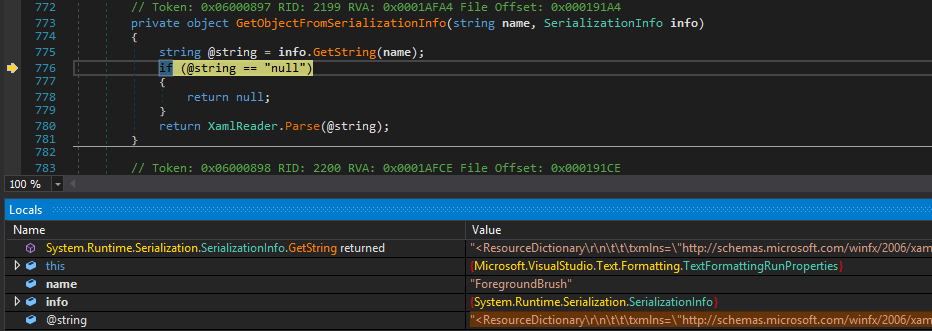 772 // Token: 0x06000897 RID: 2199 RVA: 0x0001AFA4 File Offset: 0x000191A4
773 private object GetObjectFromSerializationInfo(string name, SerializationInfo info)
774 {
775 string @string = info.GetString(name);
776 if (@string == "null")
777 {
778 return null;
779 }
780 return XamlReader.Parse(@string);
781 }
782
783 // Token: 0x06000898 RID: 2200 RVA: 0x0001AFCE File Offset: 0x000191CE
100 %
Locals
Name Value
System.Runtime.Serialization.SerializationInfo.GetString returned "<ResourceDictionary\r\n\t\t\txmlns=\"http://schemas.microsoft.com/winfx/2006/xam
this {Microsoft.VisualStudio.Text.Formatting.TextFormattingRunProperties}
name "ForegroundBrush"
info {System.Runtime.Serialization.SerializationInfo}
@string "<ResourceDictionary\r\n\t\t\txmlns=\"http://schemas.microsoft.com/winfx/2006/xam